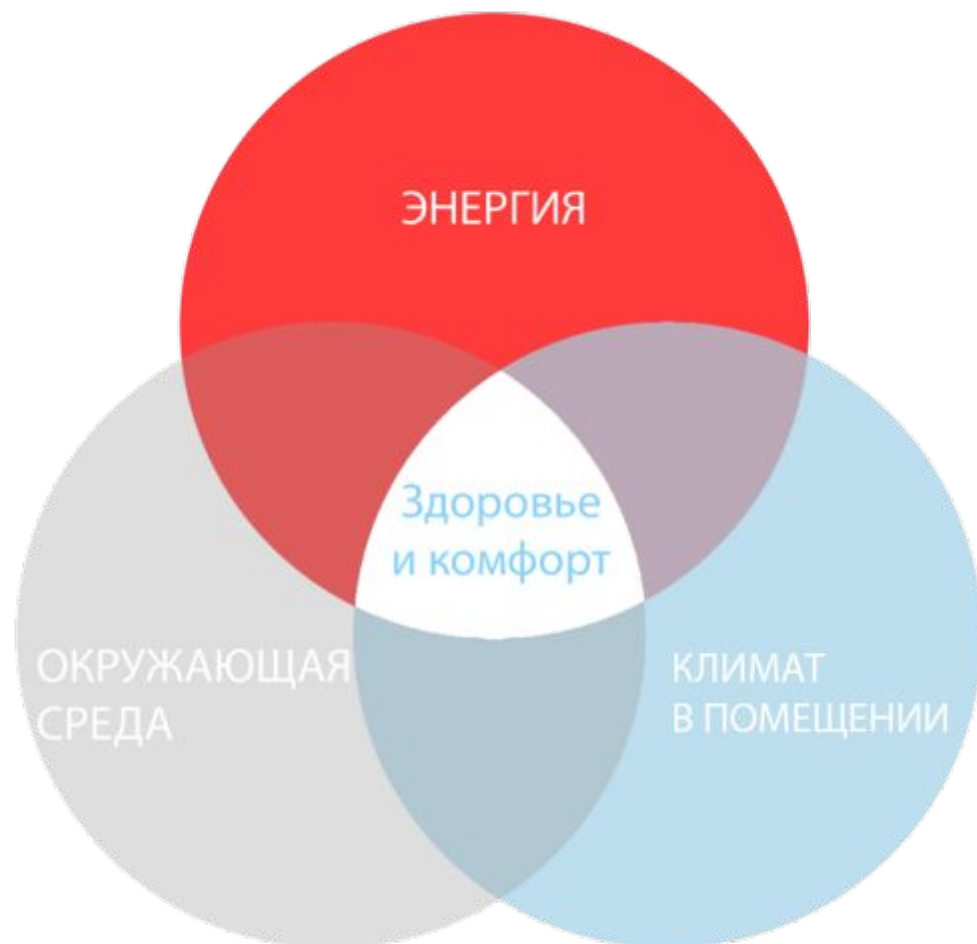 ЭНЕРГИЯ
Здоровье
и комфорт
ОКРУЖАЮЩАЯ
СРЕДА
КЛИМАТ
В ПОМЕЩЕНИИ